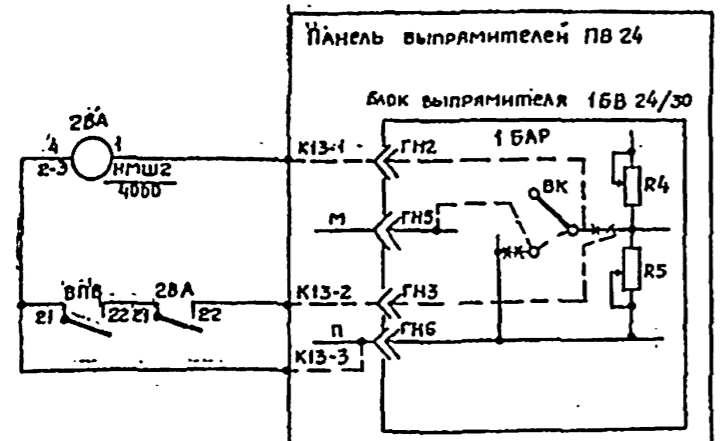 Панель выпрямителей ПВ 24
Блок выпрямителя 1БВ 24/30
2ВА
4
1
2-3
НМШ2
4000
К13-1
ГН2
1 БАР
ВК
R4
М
ГН5
ВПВ
2ВА
21
22
21
22
К13-2
ГН3
R5
П
ГН6
К13-3